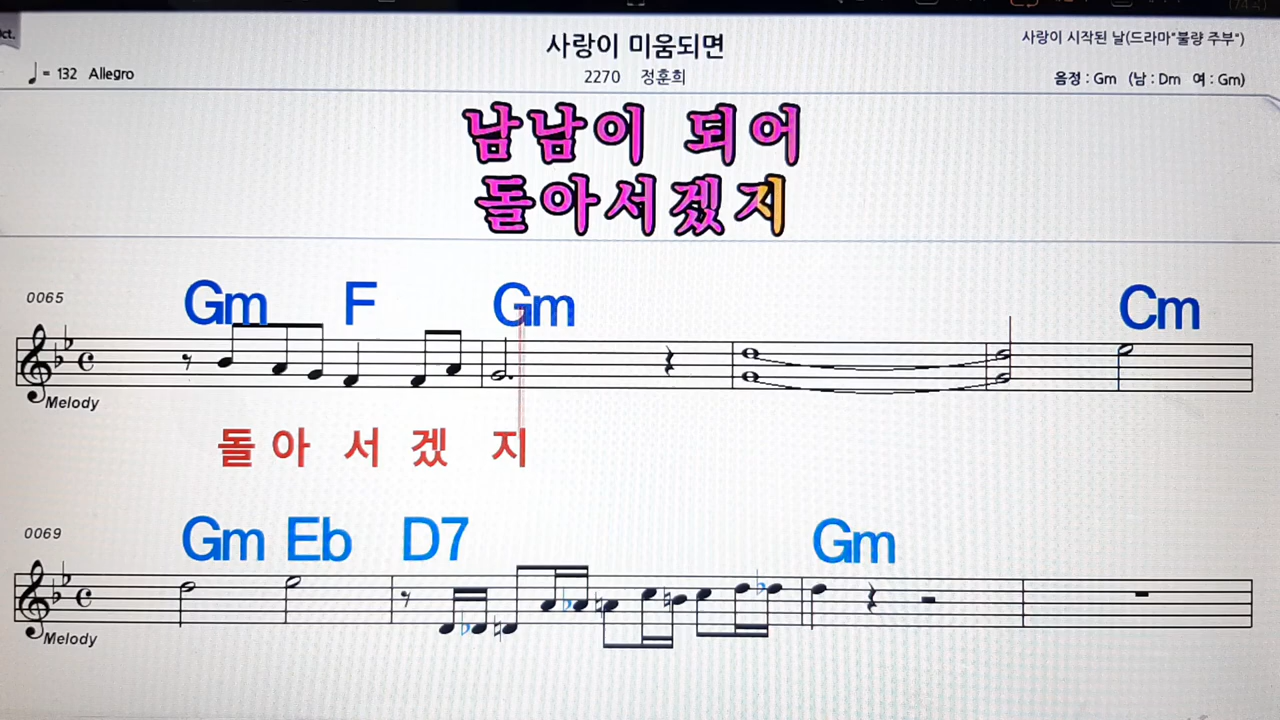 사랑이 미움되면
사랑이 시작된 날(드라마"불량 주부")
♩= 132 Allegro
2270 정훈희
음정 : Gm (남 : Dm 여 : Gm)
남남이 되어
돌아서겠지
0065
Gm F Gm Cm
Melody
돌 아 서 겠 지
0069
Gm Eb D7 Gm
Melody